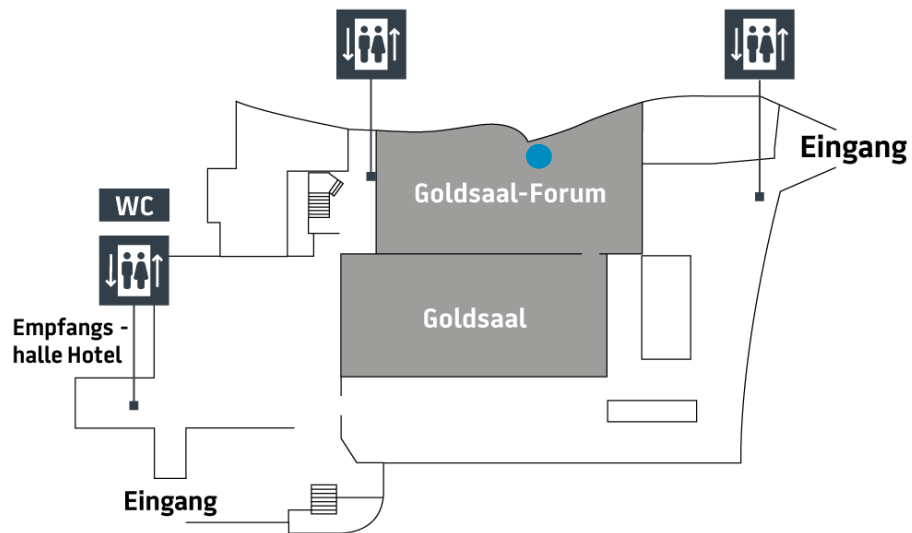 Eingang
Goldsaal-Forum
WC
Goldsaal
Empfangs -
halle Hotel
Eingang